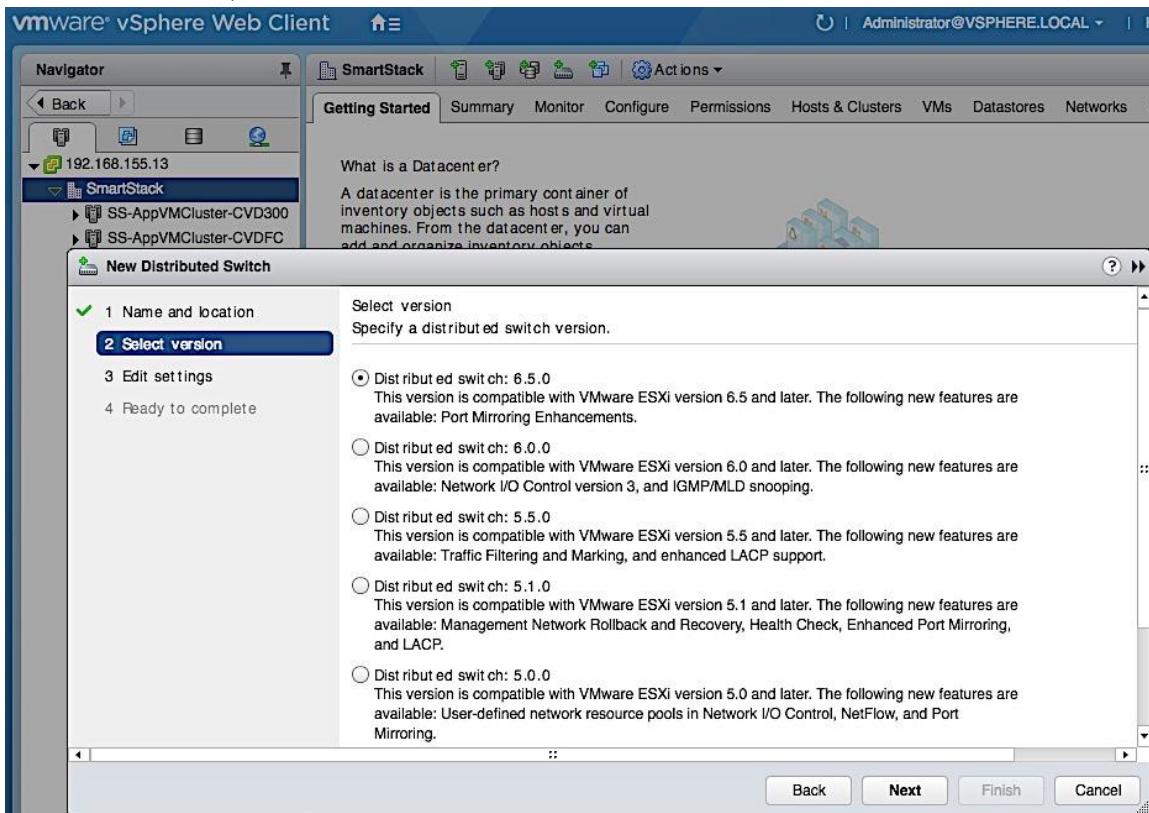 vmware® vSphere Web Client
Administrator@VSPHERE.LOCAL
Navigator
SmartStack
Actions
Back
Getting Started Summary Monitor Configure Permissions Hosts & Clusters VMs Datastores Networks
192.168.155.13
SmartStack
SS-AppVMCluster-CVD300
SS-AppVMCluster-CVDFC
What is a Datacenter?
A datacenter is the primary container of
inventory objects such as hosts and virtual
machines. From the datacenter, you can
add and organize inventory objects.
New Distributed Switch
1 Name and location
2 Select version
3 Edit settings
4 Ready to complete
Select version
Specify a distributed switch version.
Distributed switch: 6.5.0
This version is compatible with VMware ESXi version 6.5 and later. The following new features are
available: Port Mirroring Enhancements.
Distributed switch: 6.0.0
This version is compatible with VMware ESXi version 6.0 and later. The following new features are
available: Network I/O Control version 3, and IGMP/MLD snooping.
Distributed switch: 5.5.0
This version is compatible with VMware ESXi version 5.5 and later. The following new features are
available: Traffic Filtering and Marking, and enhanced LACP support.
Distributed switch: 5.1.0
This version is compatible with VMware ESXi version 5.1 and later. The following new features are
available: Management Network Rollback and Recovery, Health Check, Enhanced Port Mirroring,
and LACP.
Distributed switch: 5.0.0
This version is compatible with VMware ESXi version 5.0 and later. The following new features are
available: User-defined network resource pools in Network I/O Control, NetFlow, and Port
Mirroring.
Back Next Finish Cancel